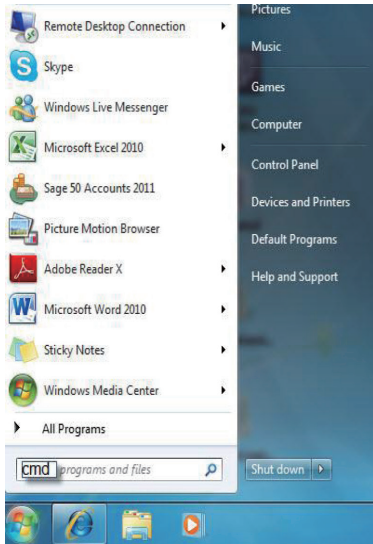 Remote Desktop Connection
Skype
Windows Live Messenger
Microsoft Excel 2010
Sage 50 Accounts 2011
Picture Motion Browser
Adobe Reader X
Microsoft Word 2010
Sticky Notes
Windows Media Center
All Programs
cmd programs and files
Pictures
Music
Games
Computer
Control Panel
Devices and Printers
Default Programs
Help and Support
Shut down